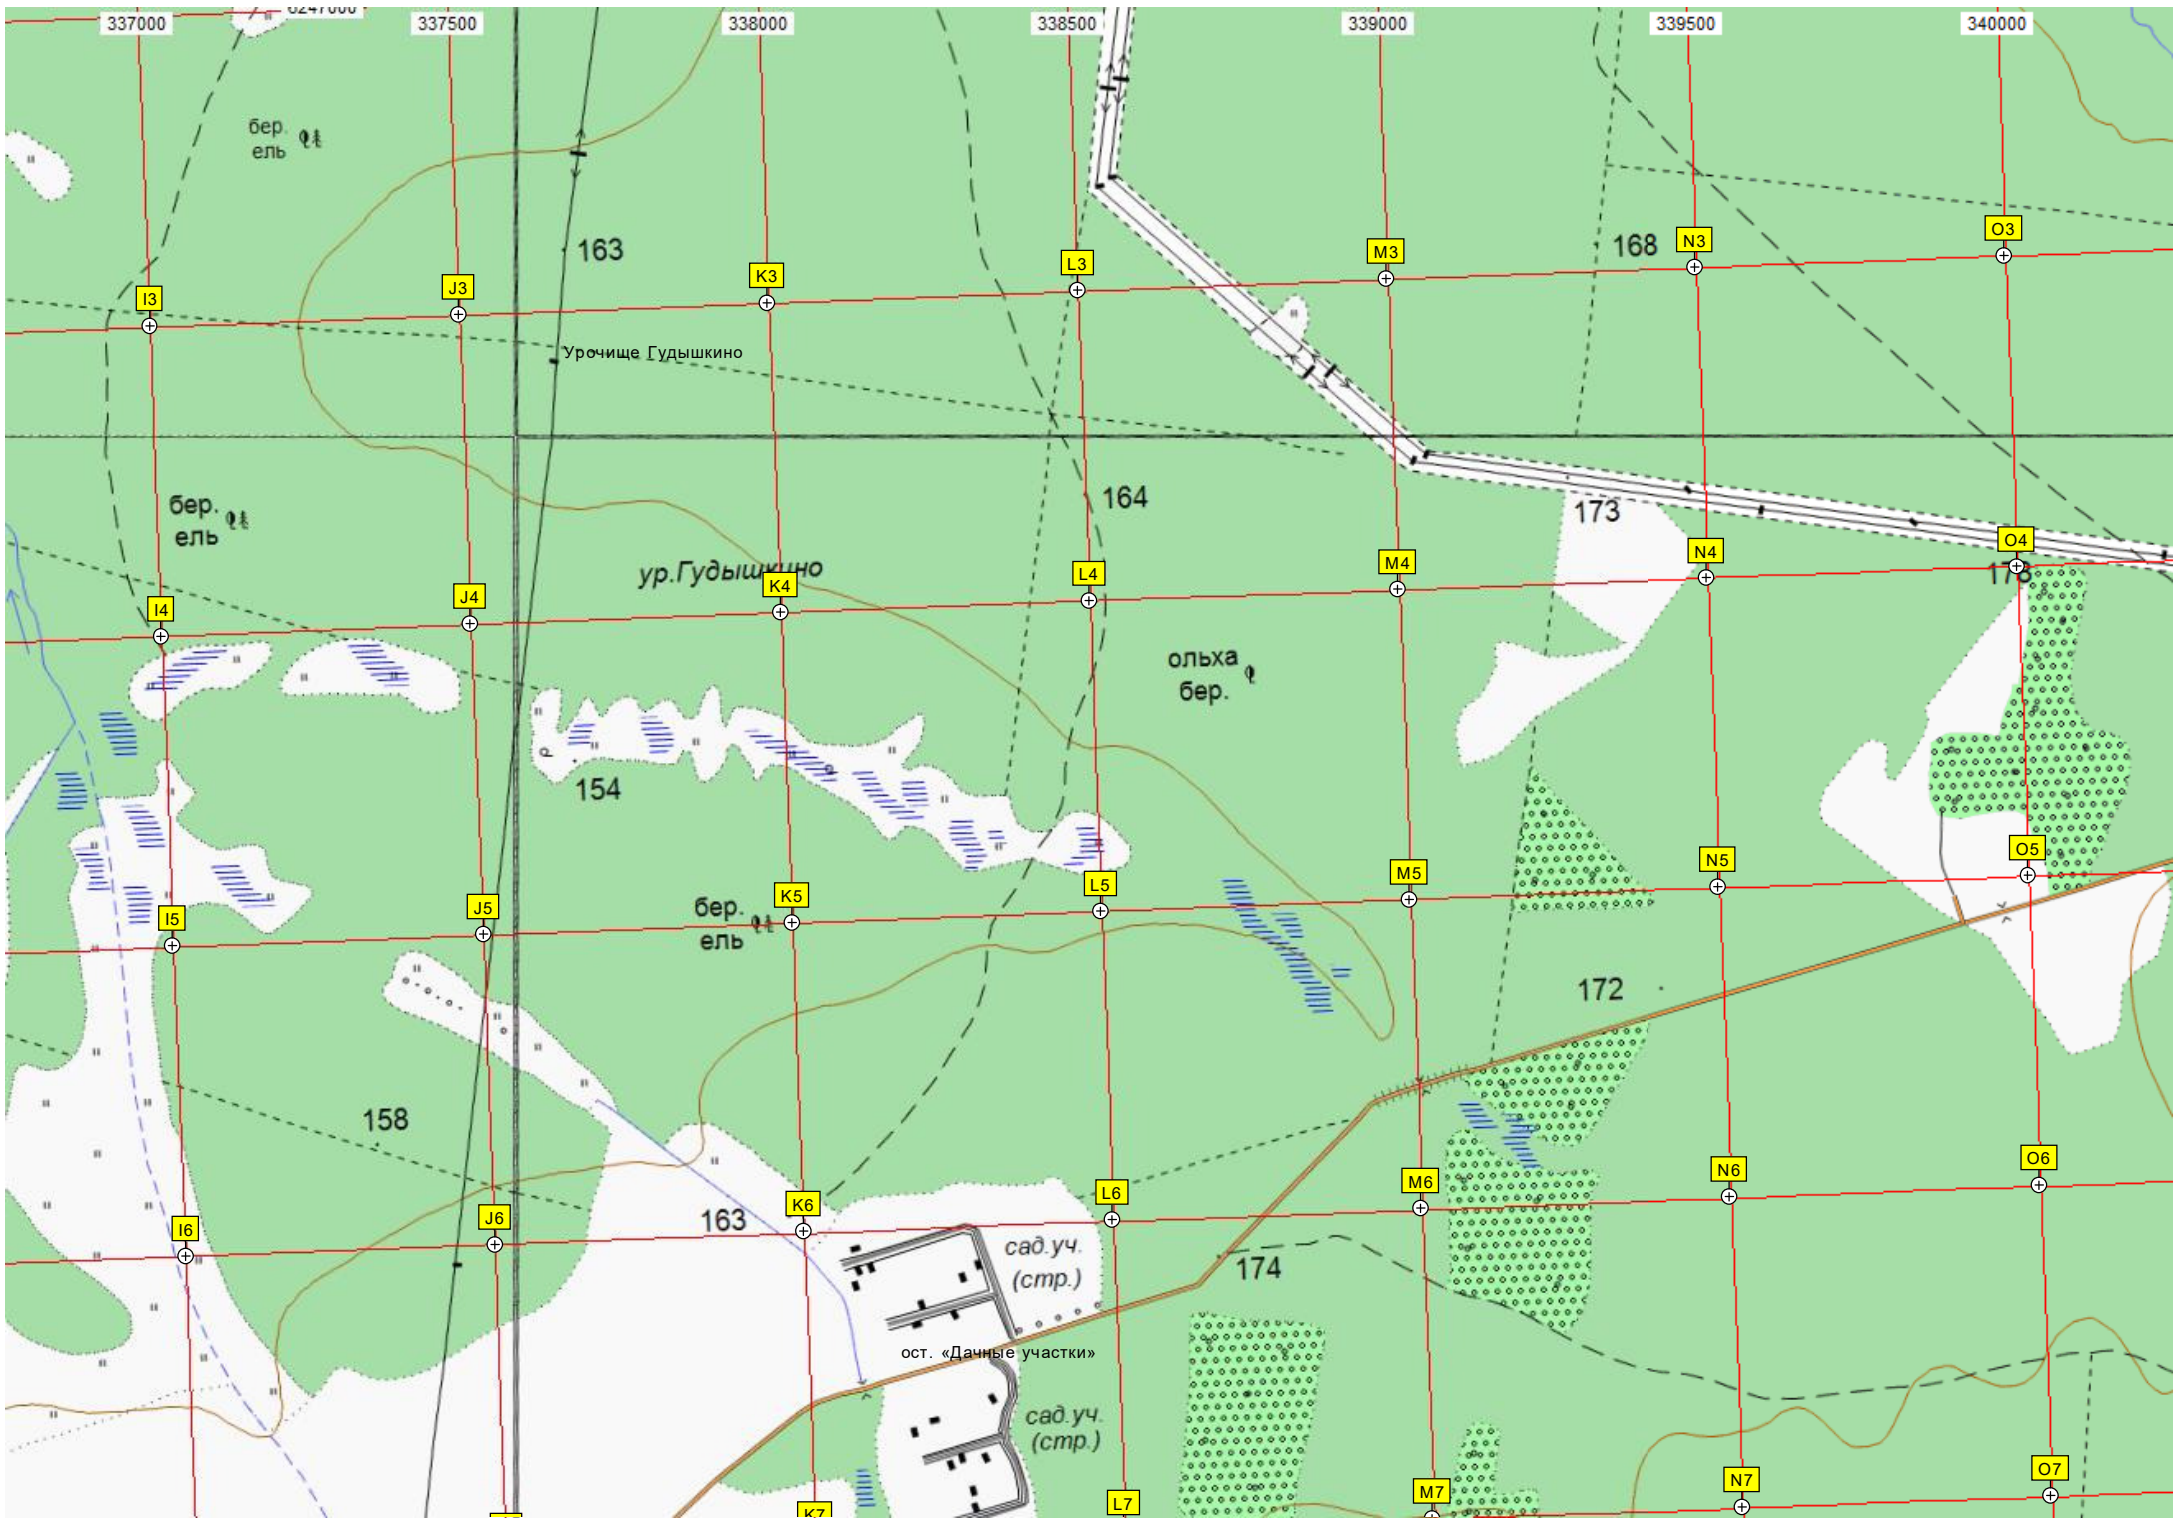 6247000
337000 337500 338000 338500 339000 339500 340000
бер.
ель
163
168
I3 J3 K3 L3 M3 N3 O3
Урочище Гудышкино
164
173
бер.
ель
ур.Гудышкино
178
I4 J4 K4 L4 M4 N4 O4
ольха
бер.
154
бер.
ель
I5 J5 K5 L5 M5 N5 O5
172
158
163
I6 J6 K6 L6 M6 N6 O6
сад.уч.
(стр.)
174
ост. «Дачные участки»
сад.уч.
(стр.)
K7 L7 M7 N7 O7